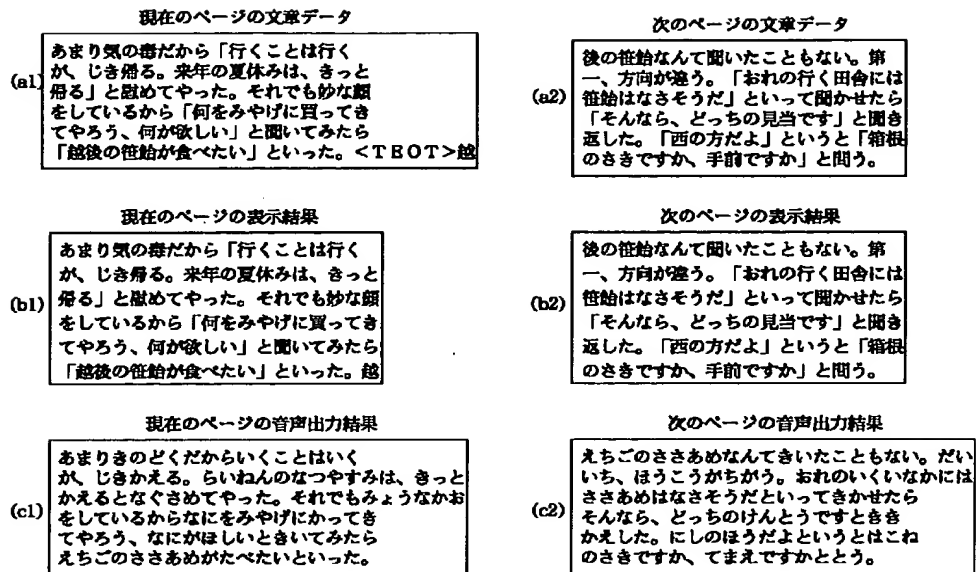 現在のページの文章データ
(a1)
あまり気の毒だから「行くことは行く
が、じき帰る。来年の夏休みは、きっと
帰る」と慰めてやった。それでも妙な顔
をしているから「何をみやげに買ってき
てやろう、何が欲しい」と聞いてみたら
「越後の笹飴が食べたい」といった。<TEOT>越
次のページの文章データ
(a2)
後の笹飴なんて聞いたこともない。第
一、方向が違う。「おれの行く田舎には
笹飴はなさそうだ」といって聞かせたら
「そんなら、どっちの見当です」と聞き
返した。「西の方だよ」というと「箱根
のさきですか、手前ですか」と問う。
現在のページの表示結果
(b1)
あまり気の毒だから「行くことは行く
が、じき帰る。来年の夏休みは、きっと
帰る」と慰めてやった。それでも妙な顔
をしているから「何をみやげに買ってき
てやろう、何が欲しい」と聞いてみたら
「越後の笹飴が食べたい」といった。越
次のページの表示結果
(b2)
後の笹飴なんて聞いたこともない。第
一、方向が違う。「おれの行く田舎には
笹飴はなさそうだ」といって聞かせたら
「そんなら、どっちの見当です」と聞き
返した。「西の方だよ」というと「箱根
のさきですか、手前ですか」と問う。
現在のページの音声出力結果
(c1)
あまりきのどくだからいくことはいく
が、じきかえる。らいねんのなつやすみは、きっと
かえるとなぐさめてやった。それでもみょうなかお
をしているからなにをみやげにかってき
てやろう、なにがほしいときいてみたら
えちごのささあめがたべたいといった。
次のページの音声出力結果
(c2)
えちごのささあめなんてきいたこともない。だい
いち、ほうこうがちがう。おれのいくいなかには
ささあめはなさそうだといってきかせたら
そんなら、どっちのけんとうですときき
かえした。にしのほうだよというとはこね
のさきですか、てまえですかととう。